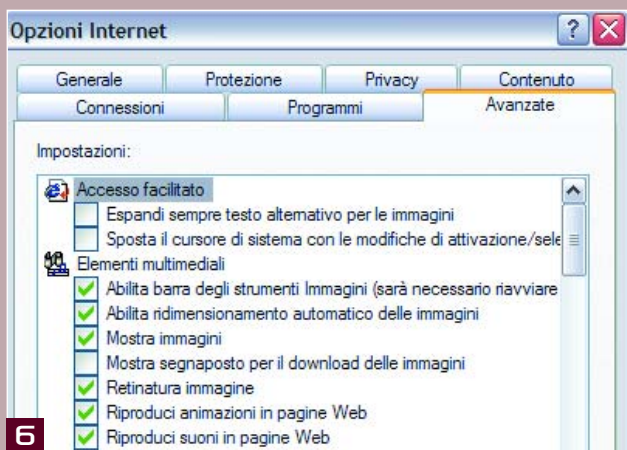 Opzioni Internet
?
Generale Protezione Privacy Contenuto
Connessioni Programmi Avanzate
Impostazioni:
Accesso facilitato
Espandi sempre testo alternativo per le immagini
Sposta il cursore di sistema con le modifiche di attivazione/sele
Elementi multimediali
Abilita barra degli strumenti Immagini (sarà necessario riavviare
Abilita ridimensionamento automatico delle immagini
Mostra immagini
Mostra segnaposto per il download delle immagini
Retinatura immagine
Riproduci animazioni in pagine Web
Riproduci suoni in pagine Web
6